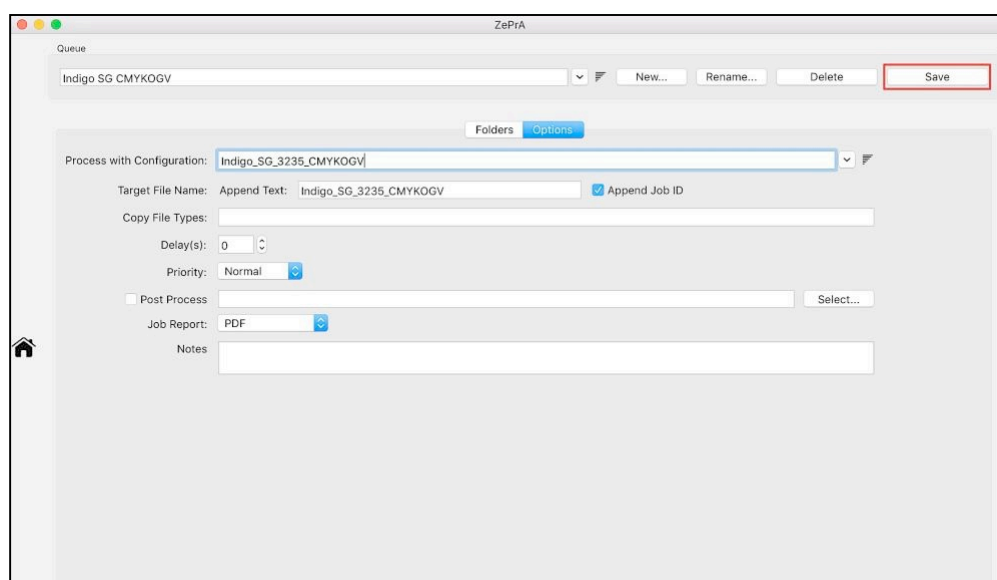 ZePrA
Queue
Indigo SG CMYKOGV New... Rename... Delete Save
Folders Options
Process with Configuration: Indigo_SG_3235_CMYKOGV
Target File Name: Append Text: Indigo_SG_3235_CMYKOGV Append Job ID
Copy File Types:
Delay(s): 0
Priority: Normal
Post Process Select...
Job Report: PDF
Notes